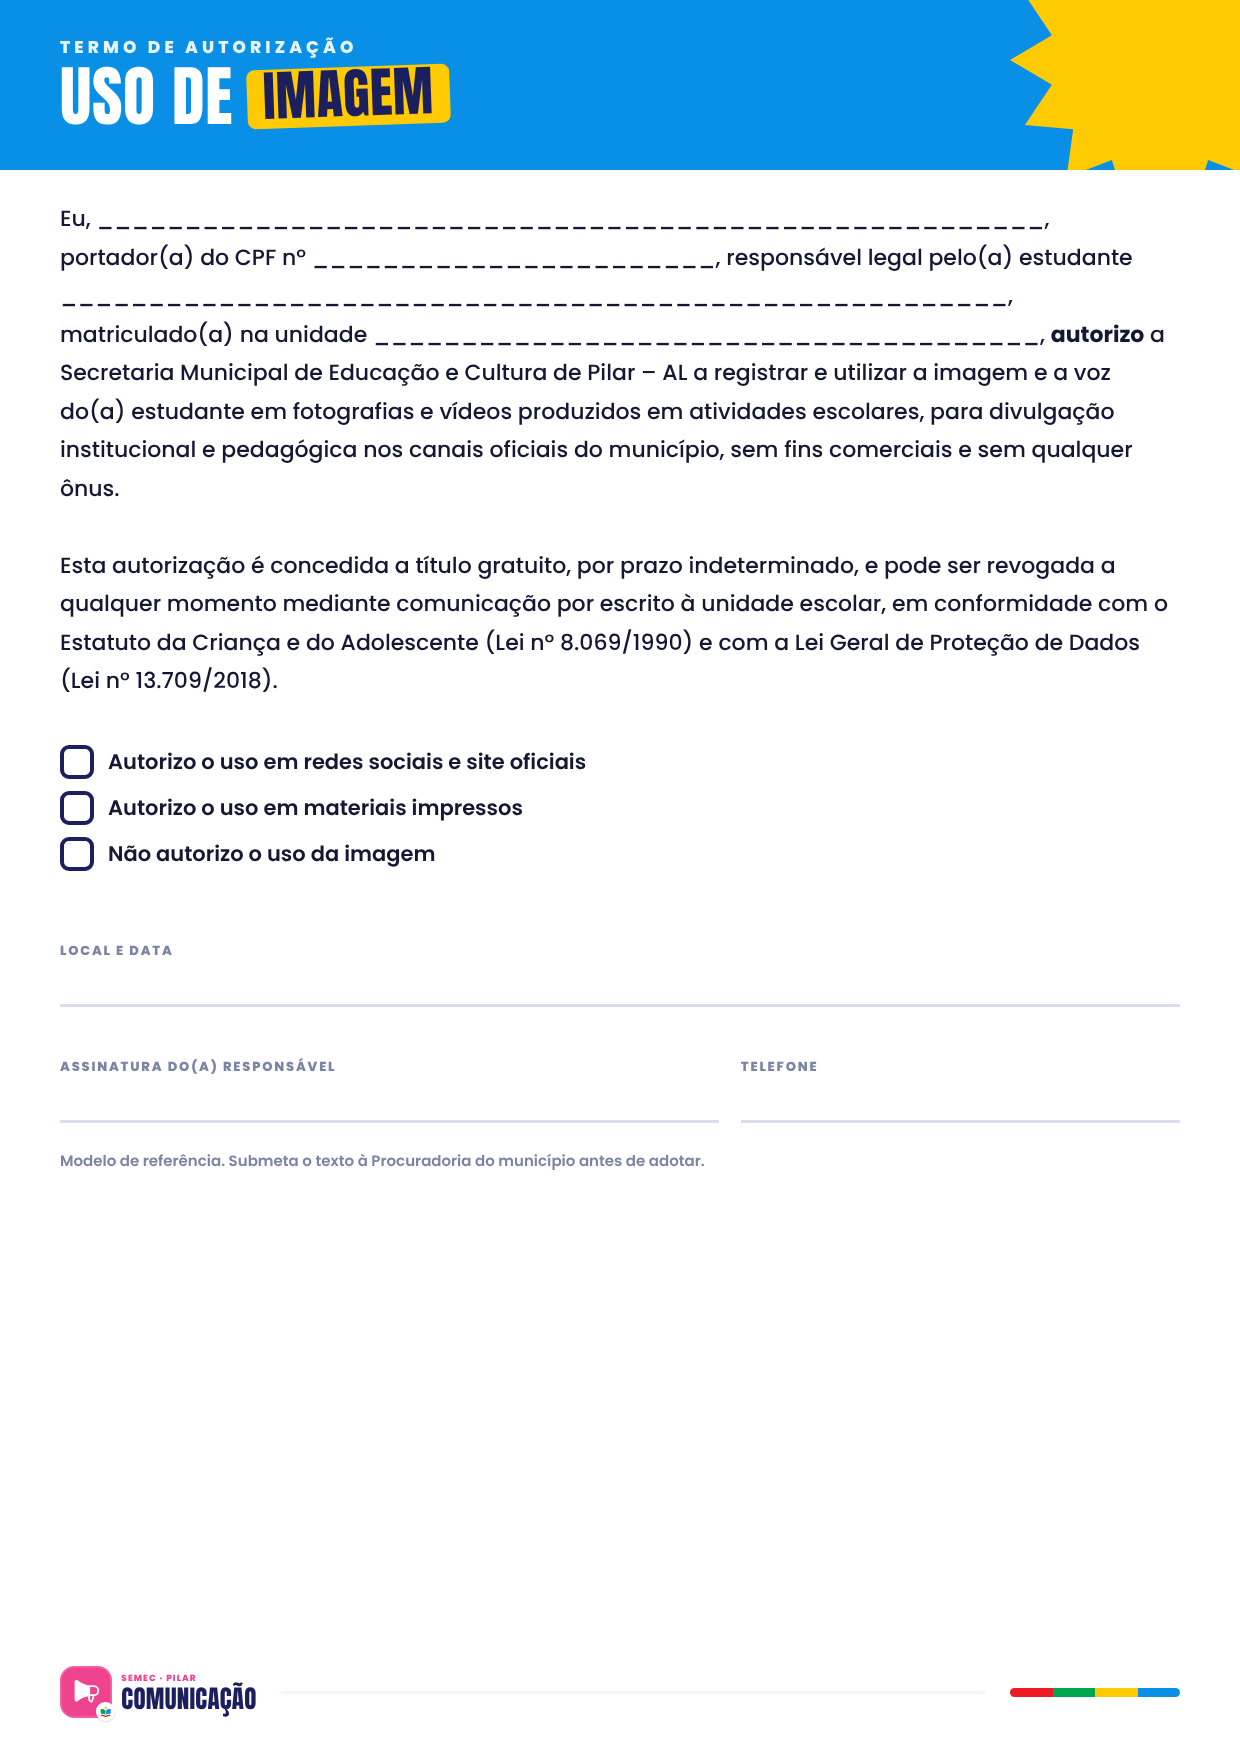 TERMO DE AUTORIZAÇÃO
USO DE IMAGEM
Eu, ______________________________________________________,
portador(a) do CPF nº _______________________, responsável legal pelo(a) estudante
______________________________________________________,
matriculado(a) na unidade ______________________________________, autorizo a
Secretaria Municipal de Educação e Cultura de Pilar – AL a registrar e utilizar a imagem e a voz
do(a) estudante em fotografias e vídeos produzidos em atividades escolares, para divulgação
institucional e pedagógica nos canais oficiais do município, sem fins comerciais e sem qualquer
ônus.
Esta autorização é concedida a título gratuito, por prazo indeterminado, e pode ser revogada a
qualquer momento mediante comunicação por escrito à unidade escolar, em conformidade com o
Estatuto da Criança e do Adolescente (Lei nº 8.069/1990) e com a Lei Geral de Proteção de Dados
(Lei nº 13.709/2018).
Autorizo o uso em redes sociais e site oficiais
Autorizo o uso em materiais impressos
Não autorizo o uso da imagem
LOCAL E DATA
ASSINATURA DO(A) RESPONSÁVEL
TELEFONE
Modelo de referência. Submeta o texto à Procuradoria do município antes de adotar.
SEMEC · PILAR
COMUNICAÇÃO